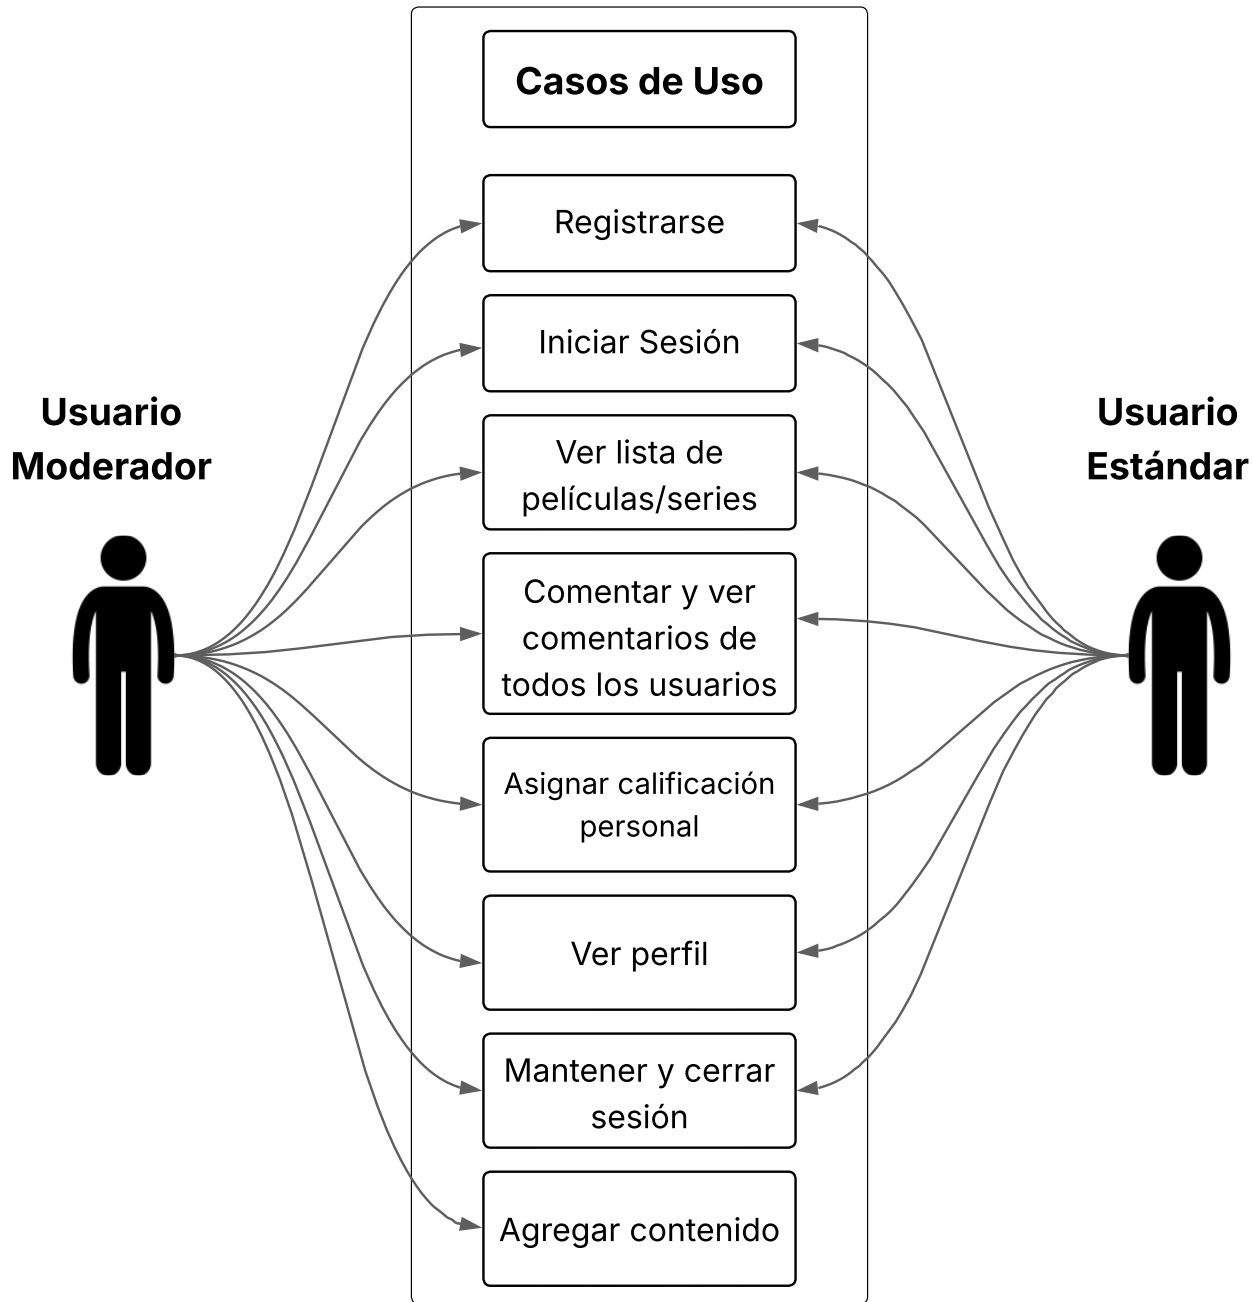 Casos de Uso
Registrarse
Iniciar Sesión
Usuario
Moderador
Usuario
Estándar
Ver lista de
películas/series
Comentar y ver
comentarios de
todos los usuarios
Asignar calificación
personal
Ver perfil
Mantener y cerrar
sesión
Agregar contenido